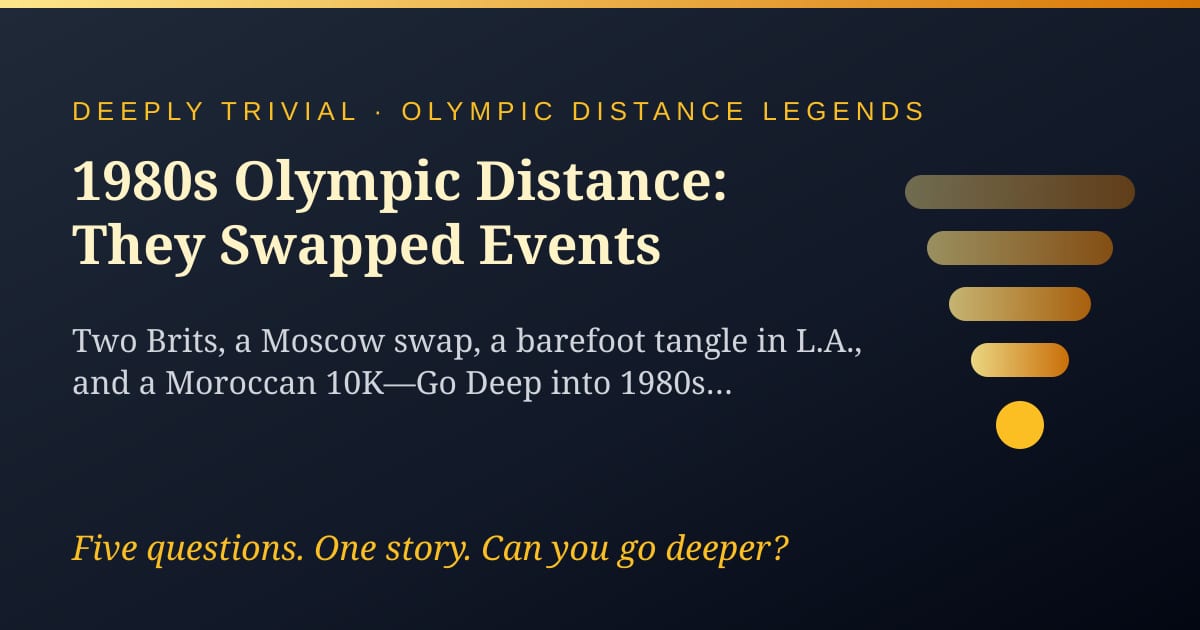 DEEPLY TRIVIAL · OLYMPIC DISTANCE LEGENDS
1980s Olympic Distance:
They Swapped Events
Two Brits, a Moscow swap, a barefoot tangle in L.A.,
and a Moroccan 10K—Go Deep into 1980s…
Five questions. One story. Can you go deeper?